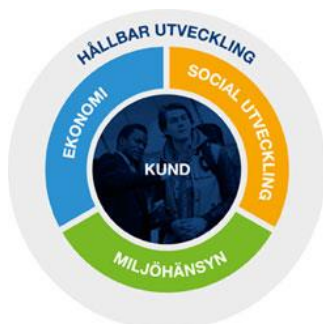 HÅLLBAR UTVECKLING
EKONOMI
SOCIAL UTVECKLING
KUND
MILJÖHÄNSYN